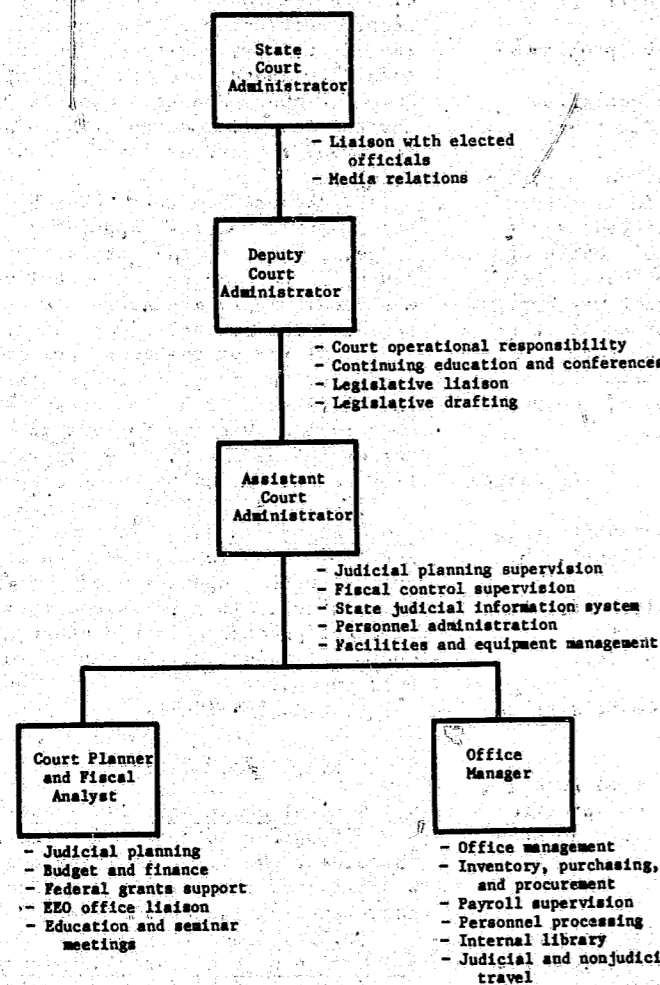 State
Court
Administrator
- Liaison with elected
officials
- Media relations
Deputy
Court
Administrator
- Court operational responsibility
- Continuing education and conferences
- Legislative liaison
- Legislative drafting
Assistant
Court
Administrator
- Judicial planning supervision
- Fiscal control supervision
- State judicial information system
- Personnel administration
- Facilities and equipment management
Court Planner
and Fiscal
Analyst
- Judicial planning
- Budget and finance
- Federal grants support
- EEO office liaison
- Education and seminar
meetings
Office
Manager
- Office management
- Inventory, purchasing,
and procurement
- Payroll supervision
- Personnel processing
- Internal library
- Judicial and nonjudici
travel